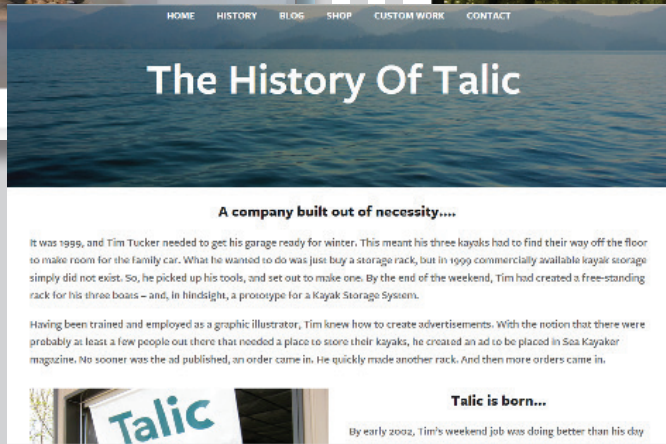 HOME HISTORY BLOG SHOP CUSTOM WORK CONTACT
The History Of Talic
A company built out of necessity....
It was 1999, and Tim Tucker needed to get his garage ready for winter. This meant his three kayaks had to find their way off the floor
to make room for the family car. What he wanted to do was just buy a storage rack, but in 1999 commercially available kayak storage
simply did not exist. So, he picked up his tools, and set out to make one. By the end of the weekend, Tim had created a free-standing
rack for his three boats – and, in hindsight, a prototype for a Kayak Storage System.
Having been trained and employed as a graphic illustrator, Tim knew how to create advertisements. With the notion that there were
probably at least a few people out there that needed a place to store their kayaks, he created an ad to be placed in Sea Kayaker
magazine. No sooner was the ad published, an order came in. He quickly made another rack. And then more orders came in.
Talic
Talic is born...
By early 2002, Tim's weekend job was doing better than his day